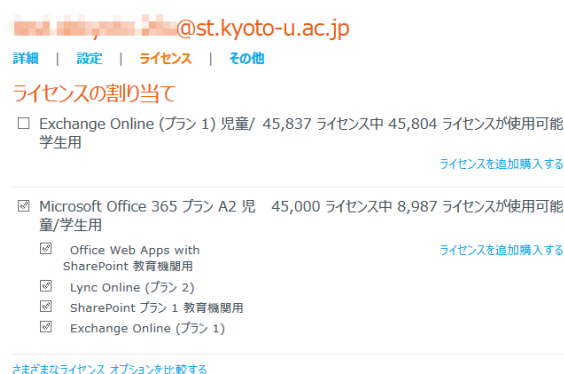 @st.kyoto-u.ac.jp
詳細 | 設定 | ライセンス | その他
ライセンスの割り当て
Exchange Online (プラン 1) 児童/ 45,837 ライセンス中 45,804 ライセンスが使用可能
学生用
ライセンスを追加購入する
Microsoft Office 365 プラン A2 児 45,000 ライセンス中 8,987 ライセンスが使用可能
童/学生用
Office Web Apps with ライセンスを追加購入する
SharePoint 教育機関用
Lync Online (プラン 2)
SharePoint プラン 1 教育機関用
Exchange Online (プラン 1)
さまざまなライセンス オプションを比較する